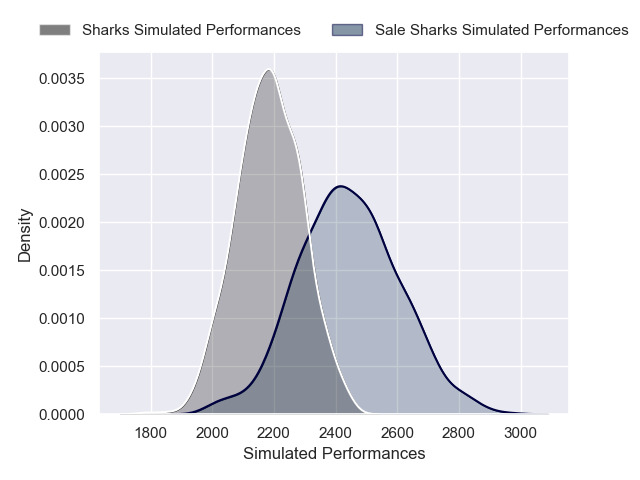 Sharks Simulated Performances
Sale Sharks Simulated Performances
0.0035
0.0030
0.0025
0.0020
0.0015
0.0010
0.0005
0.0000
Density
1800 2000 2200 2400 2600 2800 3000
Simulated Performances